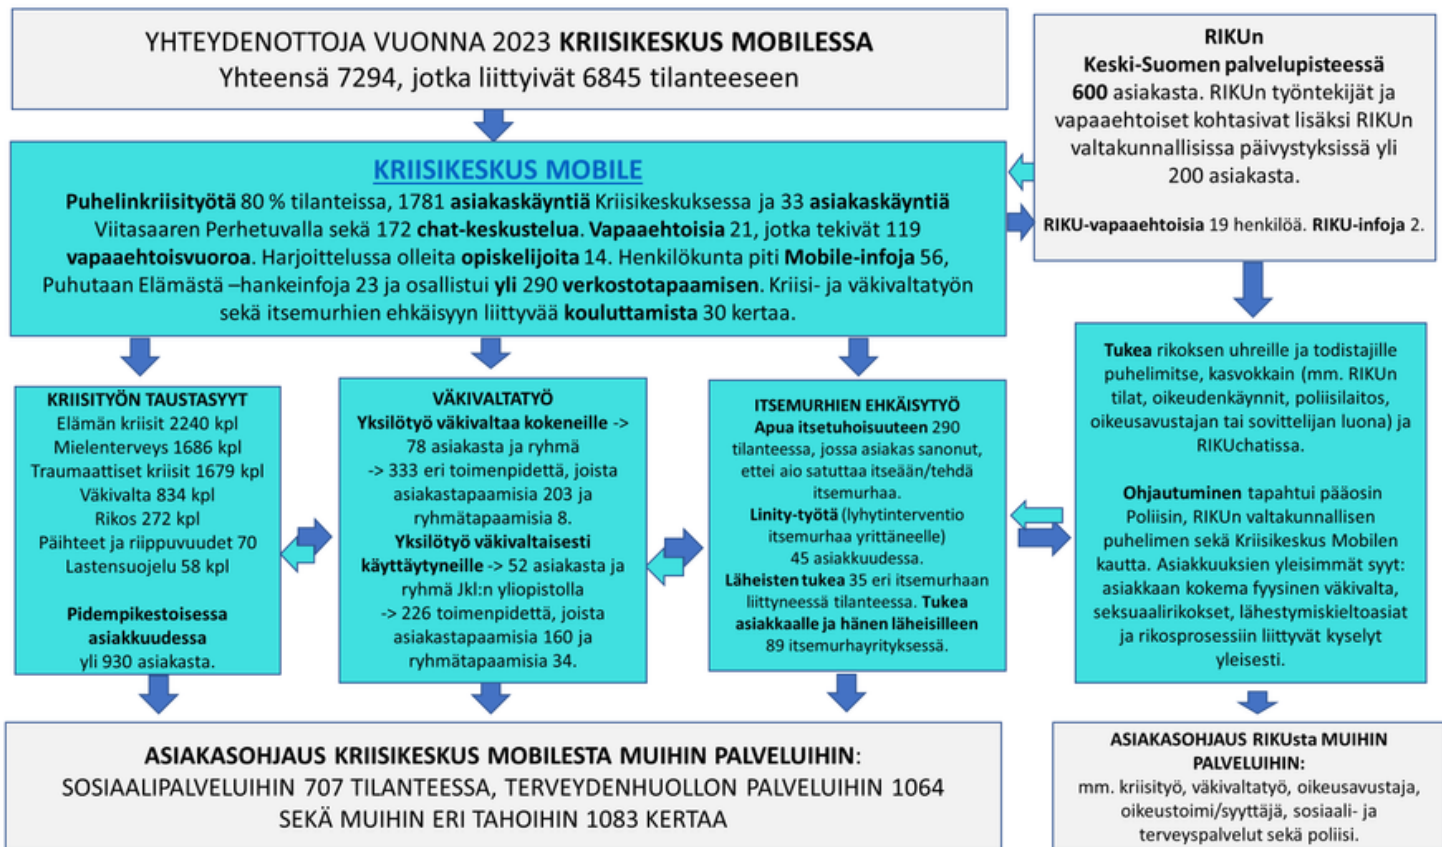 YHTEYDENOTTOJA VUONNA 2023 KRIISIKESKUS MOBILESSA
Yhteensä 7294, jotka liittyivät 6845 tilanteeseen
RIKUn
Keski-Suomen palvelupisteessä
600 asiakasta. RIKUn työntekijät ja
vapaaehtoiset kohtasivat lisäksi RIKUn
valtakunnallisissa päivystyksissä yli
200 asiakasta.
RIKU-vapaaehtoisia 19 henkilöä. RIKU-infoja 2.
KRIISIKESKUS MOBILE
Puhelinkriisityötä 80 % tilanteissa, 1781 asiakaskäyntiä Kriisikeskuksessa ja 33 asiakaskäyntiä
Viitasaaren Perhetuvalla sekä 172 chat-keskustelua. Vapaaehtoisia 21, jotka tekivät 119
vapaaehtoisvuoroa. Harjoittelussa olleita opiskelijoita 14. Henkilökunta piti Mobile-infoja 56,
Puhutaan Elämästä –hankeinfoja 23 ja osallistui yli 290 verkostotapaamisen. Kriisi- ja väkivaltatyön
sekä itsemurhien ehkäisyyn liittyvää kouluttamista 30 kertaa.
KRIISITYÖN TAUSTASYYT
Elämän kriisit 2240 kpl
Mielenterveys 1686 kpl
Traumaattiset kriisit 1679 kpl
Väkivalta 834 kpl
Rikos 272 kpl
Päihteet ja riippuvuudet 70
Lastensuojelu 58 kpl
Pidempikestoisessa
asiakkuudessa
yli 930 asiakasta.
VÄKIVALTATYÖ
Yksilötyö väkivaltaa kokeneille ->
78 asiakasta ja ryhmä
-> 333 eri toimenpidettä, joista
asiakastapaamisia 203 ja
ryhmätapaamisia 8.
Yksilötyö väkivaltaisesti
käyttäytyneille -> 52 asiakasta ja
ryhmä Jkl:n yliopistolla
-> 226 toimenpidettä, joista
asiakastapaamisia 160 ja
ryhmätapaamisia 34.
ITSEMURHIEN EHKÄISYTYÖ
Apua itsetuhoisuuteen 290
tilanteessa, jossa asiakas sanonut,
ettei aio satuttaa itseään/tehdä
itsemurhaa.
Linity-työtä (lyhytinterventio
itsemurhaa yrittäneelle)
45 asiakkuudessa.
Läheisten tukea 35 eri itsemurhaan
liittyneessä tilanteessa. Tukea
asiakkaalle ja hänen läheisilleen
89 itsemurhayrityksessä.
Tukea rikoksen uhreille ja todistajille
puhelimitse, kasvokkain (mm. RIKUn
tilat, oikeudenkäynnit, poliisilaitos,
oikeusavustajan tai sovittelijan luona) ja
RIKUchatissa.
Ohjautuminen tapahtui pääosin
Poliisin, RIKUn valtakunnallisen
puhelimen sekä Kriisikeskus Mobilen
kautta. Asiakkuuksien yleisimmät syyt:
asiakkaan kokema fyysinen väkivalta,
seksuaalirikokset, lähestymiskieltoasiat
ja rikosprosessiin liittyvät kyselyt
yleisesti.
ASIAKASOHJAUS KRIISIKESKUS MOBILESTA MUIHIN PALVELUIHIN:
SOSIAALIPALVELUIHIN 707 TILANTEESSA, TERVEYDENHUOLLON PALVELUIHIN 1064
SEKÄ MUIHIN ERI TAHOIHIN 1083 KERTAA
ASIAKASOHJAUS RIKUsta MUIHIN
PALVELUIHIN:
mm. kriisityö, väkivaltatyö, oikeusavustaja,
oikeustoimi/syyttäjä, sosiaali- ja
terveyspalvelut sekä poliisi.